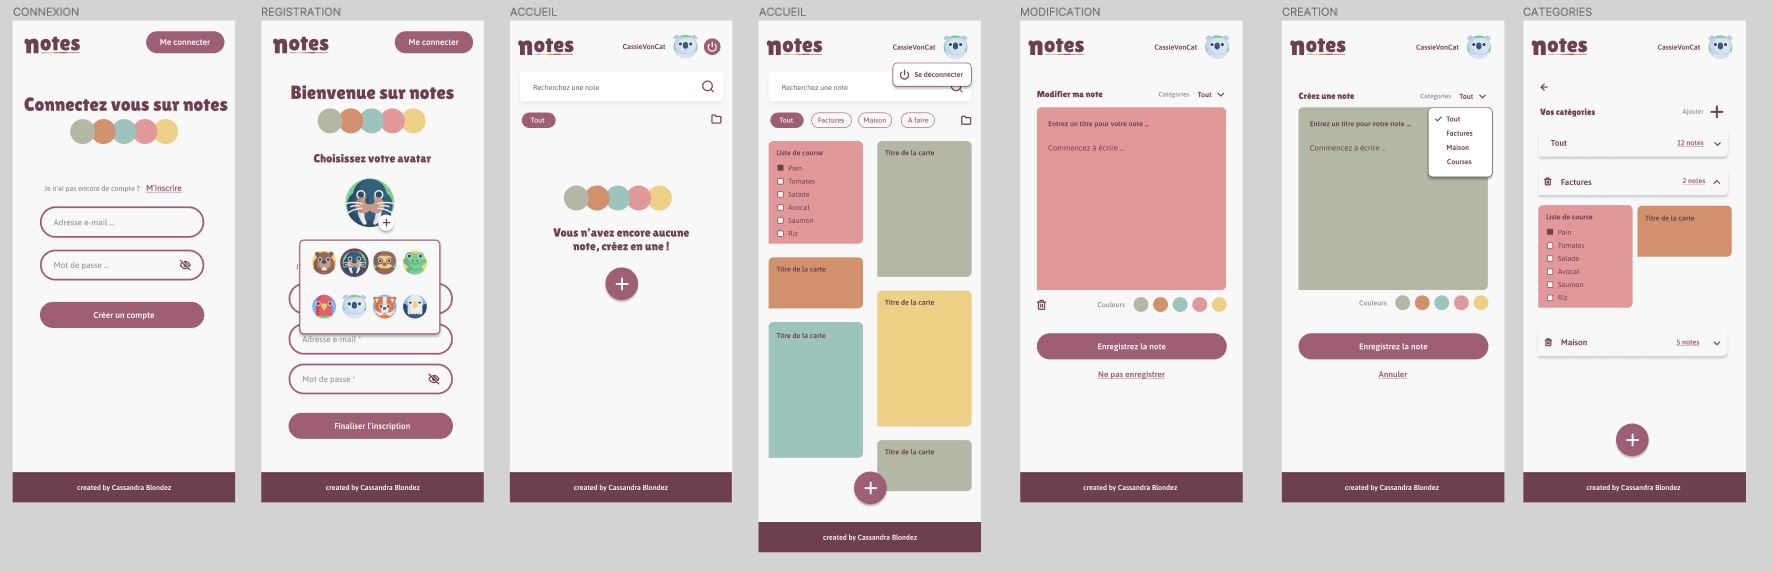 CONNEXION
notes
Me connecter
Connectez vous sur notes
Je n'ai pas encore de compte ? M'inscrire
Adresse e-mail ...
Mot de passe ...
Créer un compte
created by Cassandra Blondez
REGISTRATION
notes
Me connecter
Bienvenue sur notes
Choisissez votre avatar
J
Adresse e-mail *
Mot de passe *
Finaliser l'inscription
created by Cassandra Blondez
ACCUEIL
notes
CassieVonCat
Recherchez une note
Tout
Vous n'avez encore aucune
note, créez en une !
created by Cassandra Blondez
ACCUEIL
notes
CassieVonCat
Se déconnecter
Recherchez une note
Tout
Factures
Maison
A faire
Liste de course
Pain
Tomates
Salade
Avocat
Saumon
Riz
Titre de la carte
Titre de la carte
Titre de la carte
Titre de la carte
Titre de la carte
created by Cassandra Blondez
MODIFICATION
notes
CassieVonCat
Modifier ma note
Catégories
Tout
Entrez un titre pour votre note ...
Commencez à écrire ...
Couleurs
Enregistrez la note
Ne pas enregistrer
created by Cassandra Blondez
CREATION
notes
CassieVonCat
Créez une note
Catégories
Tout
Entrez un titre pour votre note ...
Commencez à écrire ...
Tout
Factures
Maison
Courses
Couleurs
Enregistrez la note
Annuler
created by Cassandra Blondez
CATEGORIES
notes
CassieVonCat
Vos catégories
Ajouter
Tout
12 notes
Factures
2 notes
Liste de course
Pain
Tomates
Salade
Avocat
Saumon
Riz
Titre de la carte
Maison
5 notes
created by Cassandra Blondez